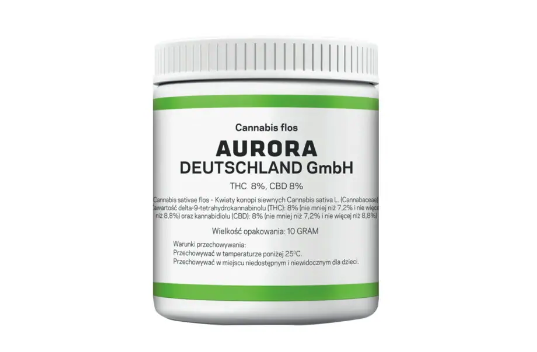 Cannabis flos
AURORA
DEUTSCHLAND GmbH
THC 8%, CBD 8%
Cannabis sativae flos - Kwiaty konopi siewnych Cannabis sativa L. (Cannabaceae)
Zawartość delta-9-tetrahydrokannabinolu (THC): 8% (nie mniej niż 7,2% i nie więcej
niż 8,8%) oraz kannabidiolu (CBD): 8% (nie mniej niż 7,2% i nie więcej niż 8,8%)
Wielkość opakowania: 10 GRAM
Warunki przechowywania:
Przechowywać w temperaturze poniżej 25°C.
Przechowywać w miejscu niedostępnym i niewidocznym dla dzieci.